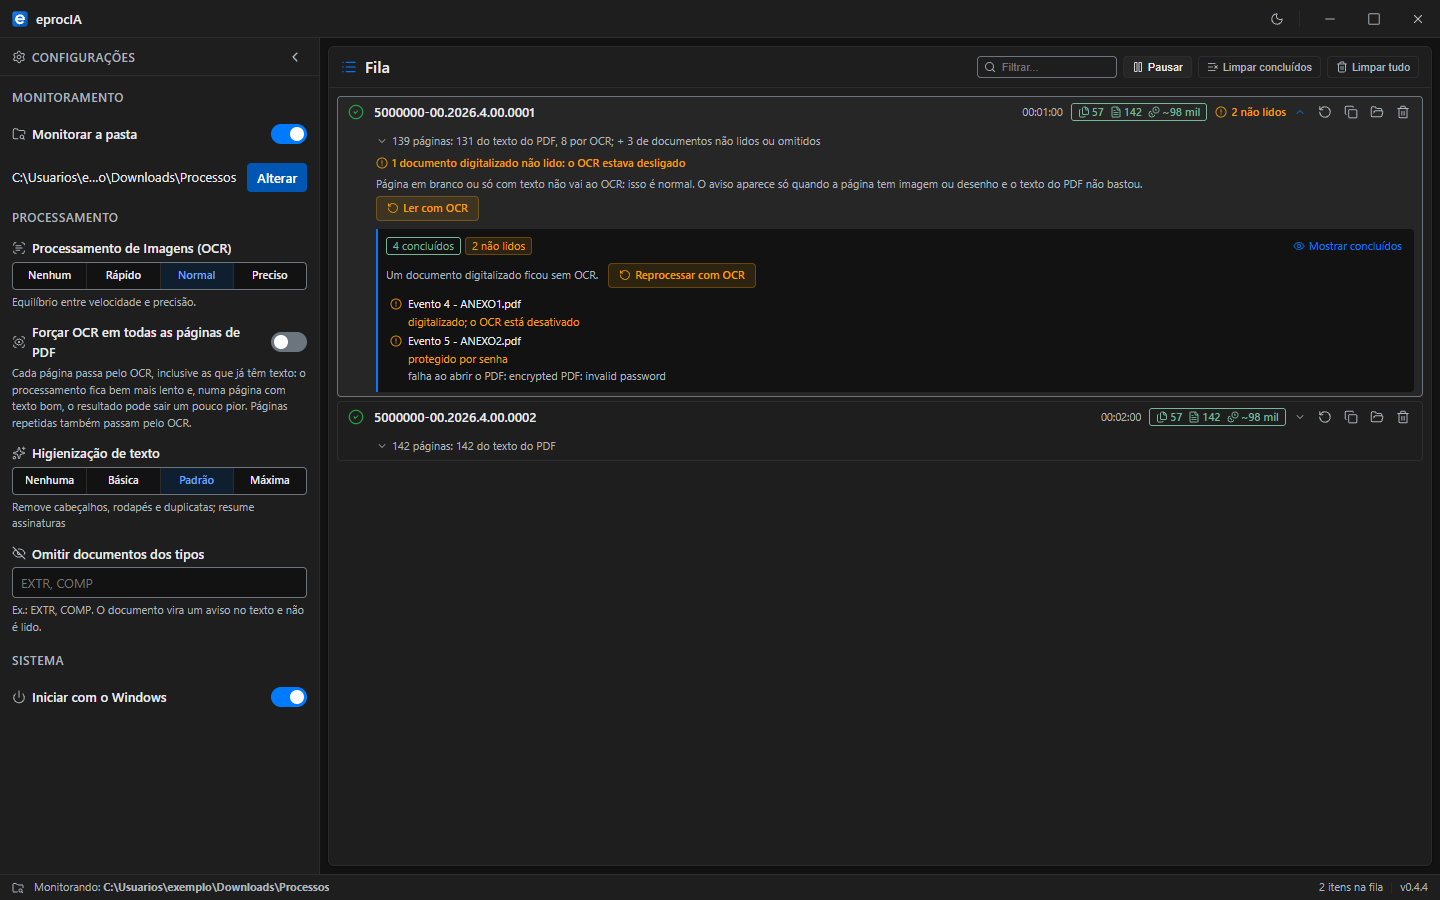 eprocIA
CONFIGURAÇÕES
MONITORAMENTO
Monitorar a pasta
C:\Usuarios\e...o\Downloads\Processos
Alterar
PROCESSAMENTO
Processamento de Imagens (OCR)
Nenhum Rápido Normal Preciso
Equilíbrio entre velocidade e precisão.
Forçar OCR em todas as páginas de
PDF
Cada página passa pelo OCR, inclusive as que já têm texto: o
processamento fica bem mais lento e, numa página com
texto bom, o resultado pode sair um pouco pior. Páginas
repetidas também passam pelo OCR.
Higienização de texto
Nenhuma Básica Padrão Máxima
Remove cabeçalhos, rodapés e duplicatas; resume
assinaturas
Omitir documentos dos tipos
EXTR, COMP
Ex.: EXTR, COMP. O documento vira um aviso no texto e não
é lido.
SISTEMA
Iniciar com o Windows
Fila
Filtrar...
Pausar
Limpar concluídos
Limpar tudo
5000000-00.2026.4.00.0001
00:01:00 57 142 ~98 mil 2 não lidos
139 páginas: 131 do texto do PDF, 8 por OCR; + 3 de documentos não lidos ou omitidos
1 documento digitalizado não lido: o OCR estava desligado
Página em branco ou só com texto não vai ao OCR: isso é normal. O aviso aparece só quando a página tem imagem ou desenho e o texto do PDF não bastou.
Ler com OCR
4 concluídos 2 não lidos
Mostrar concluídos
Um documento digitalizado ficou sem OCR.
Reprocessar com OCR
Evento 4 - ANEXO1.pdf
digitalizado; o OCR está desativado
Evento 5 - ANEXO2.pdf
protegido por senha
falha ao abrir o PDF: encrypted PDF: invalid password
5000000-00.2026.4.00.0002
00:02:00 57 142 ~98 mil
142 páginas: 142 do texto do PDF
Monitorando: C:\Usuarios\exemplo\Downloads\Processos
2 itens na fila
v0.4.4